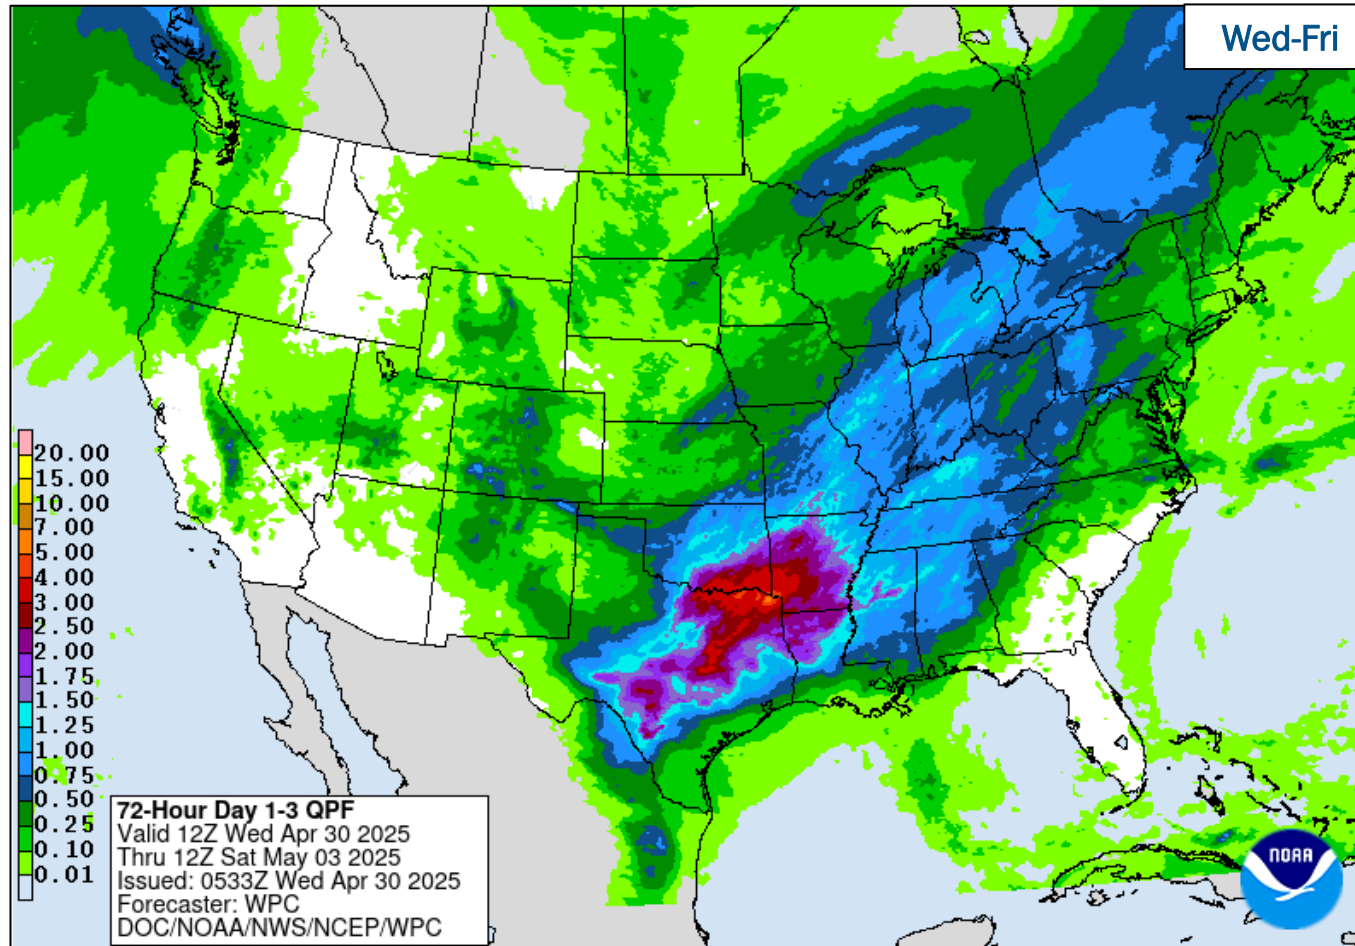 Wed-Fri
20.00
15.00
10.00
7.00
5.00
4.00
3.00
2.50
2.00
1.75
1.50
1.25
1.00
0.75
0.50
0.25
0.10
0.01
72-Hour Day 1-3 QPF
Valid 12Z Wed Apr 30 2025
Thru 12Z Sat May 03 2025
Issued: 0533Z Wed Apr 30 2025
Forecaster: WPC
DOC/NOAA/NWS/NCEP/WPC
NOAA